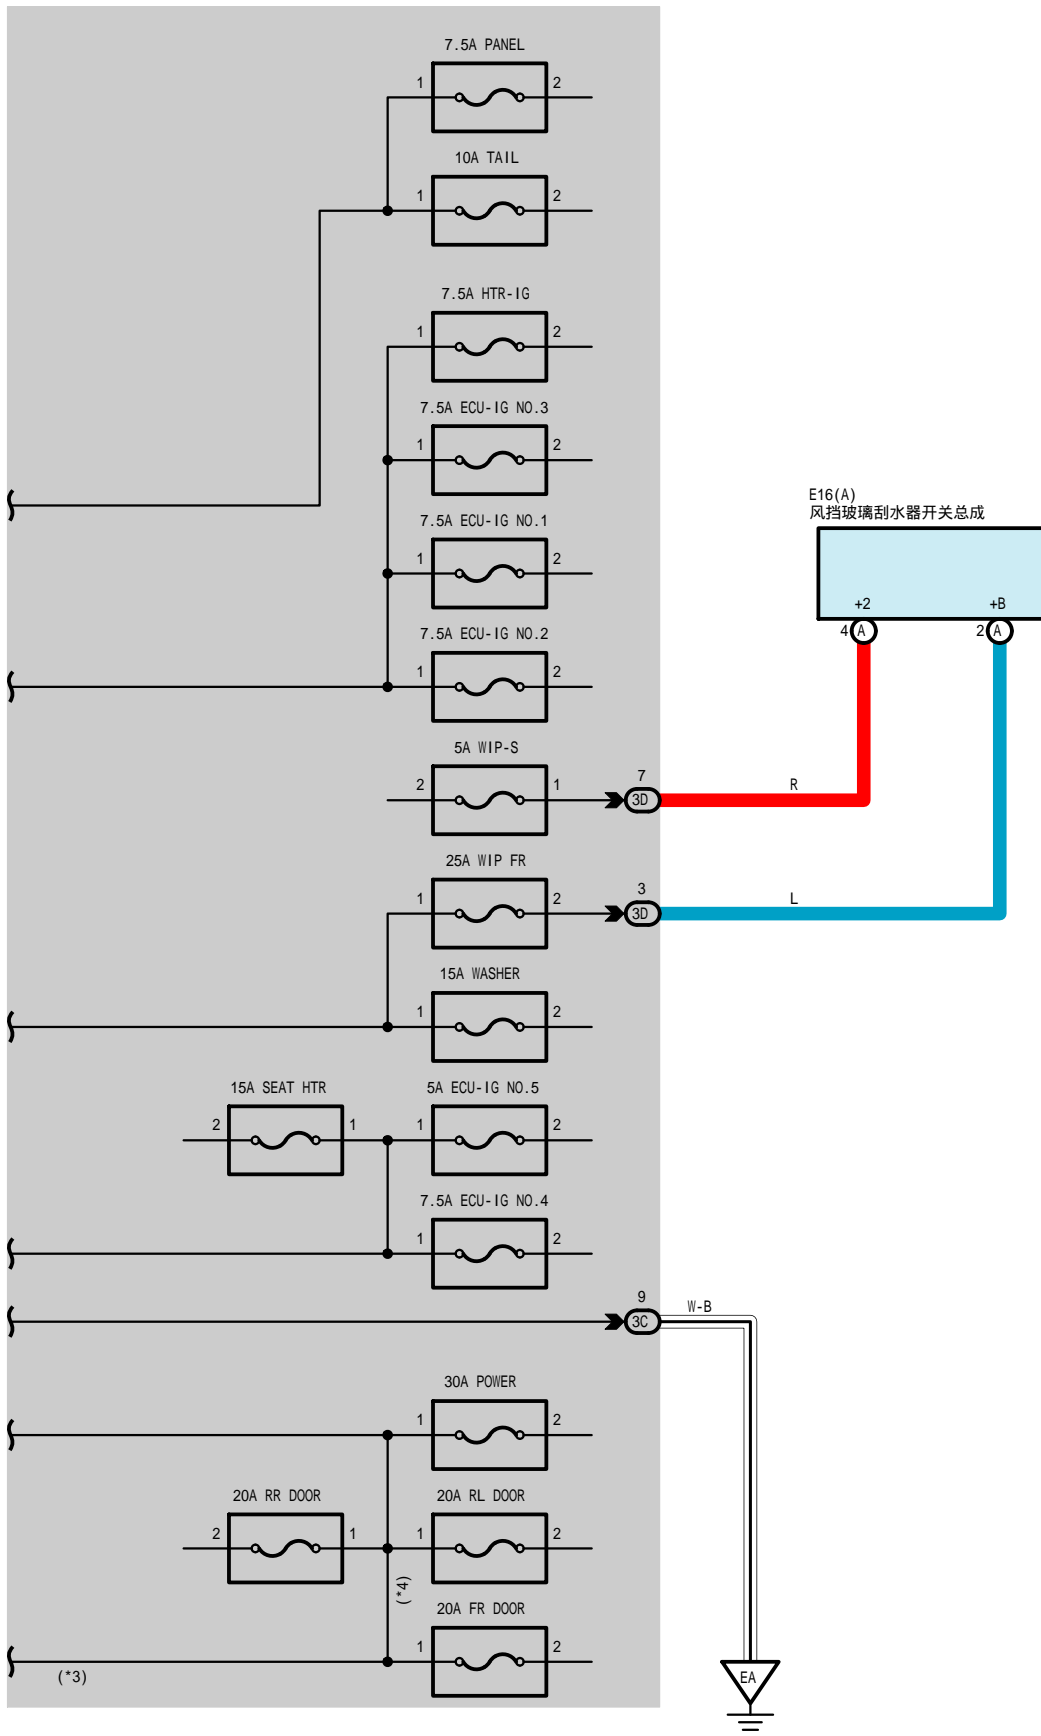 7.5A PANEL
1 2
10A TAIL
1 2
7.5A HTR-IG
1 2
7.5A ECU-IG NO.3
1 2
E16(A)
风挡玻璃刮水器开关总成
7.5A ECU-IG NO.1
1 2
+2 +B
4 A 2 A
7.5A ECU-IG NO.2
1 2
5A WIP-S
2 1 7
3D R
25A WIP FR
1 2 3
3D L
15A WASHER
1 2
15A SEAT HTR 5A ECU-IG NO.5
2 1 1 2
7.5A ECU-IG NO.4
1 2
9
3C W-B
30A POWER
1 2
20A RR DOOR 20A RL DOOR
2 1 1 2
(*4)
20A FR DOOR
1 2
(*3)
EA